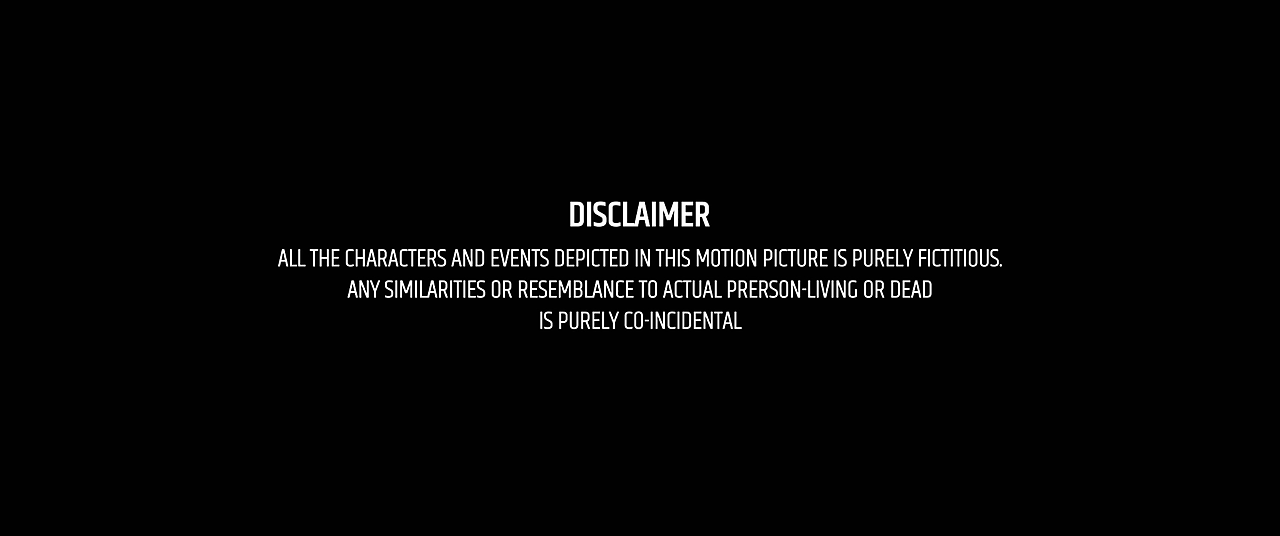 DISCLAIMER
ALL THE CHARACTERS AND EVENTS DEPICTED IN THIS MOTION PICTURE IS PURELY FICTITIOUS.
ANY SIMILARITIES OR RESEMBLANCE TO ACTUAL PRERSON-LIVING OR DEAD
IS PURELY CO-INCIDENTAL